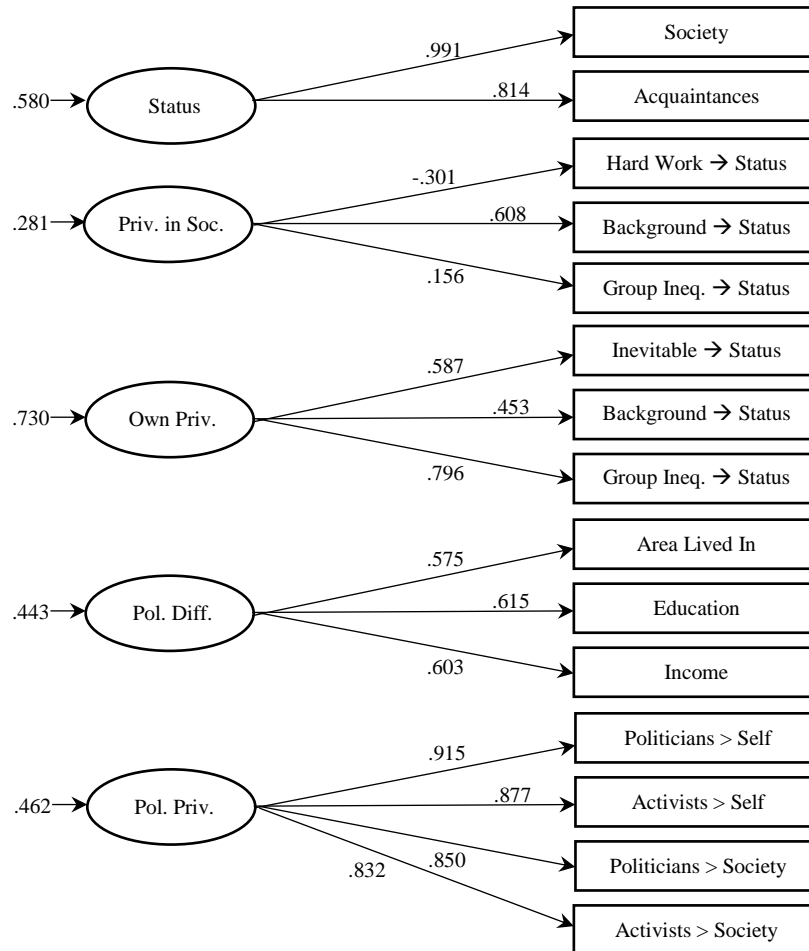 Society
.991
.580
Status
.814
Acquaintances
Hard Work → Status
-.301
.281
Priv. in Soc.
.608
Background → Status
.156
Group Ineq. → Status
Inevitable → Status
.587
.730
Own Priv.
.453
Background → Status
.796
Group Ineq. → Status
Area Lived In
.575
.443
Pol. Diff.
.615
Education
.603
Income
Politicians > Self
.915
.462
Pol. Priv.
.877
Activists > Self
.832
.850
Politicians > Society
Activists > Society